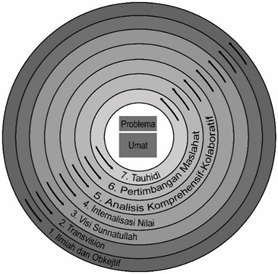 Problema
Umat
7. Tauhidi
6. Pertimbangan Maslahat
5. Analisis Komprehensif-Kolaboratif
4. Internalisasi Nilai
3. Visi Sunnatullah
2. Transvision
1. Ilmiah dan Obkejtif